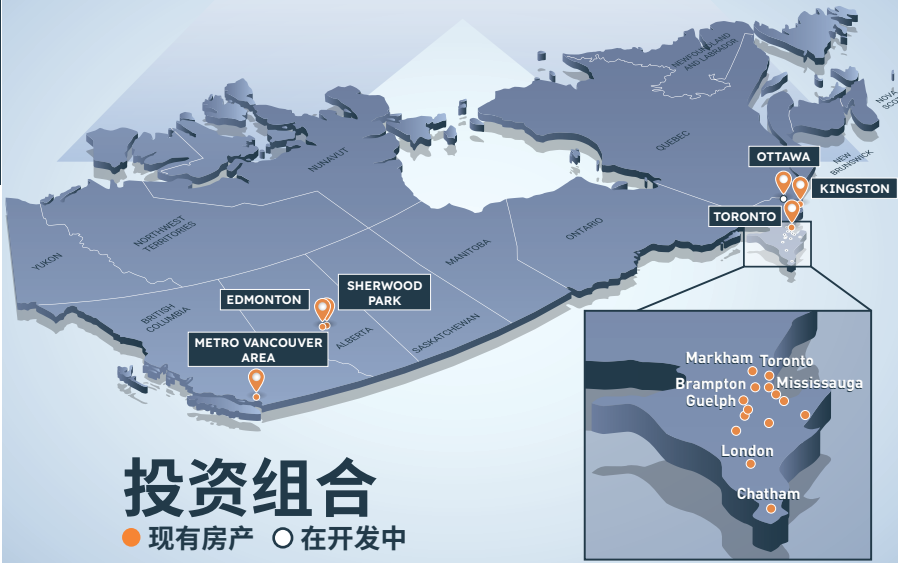 NEWFOUNDLAND
AND LABRADOR
NOVA
QUEBEC
NEW
BRUNSWICK
OTTAWA
KINGSTON
TORONTO
NUNAVUT
NORTHWEST
TERRITORIES
YUKON
ONTARIO
MANITOBA
SHERWOOD
PARK
EDMONTON
BRITISH
COLUMBIA
ALBERTA
SASKATCHEWAN
METRO VANCOUVER
AREA
Markham
Toronto
Brampton
Mississauga
Guelph
London
Chatham
投资组合
现有房产
在开发中